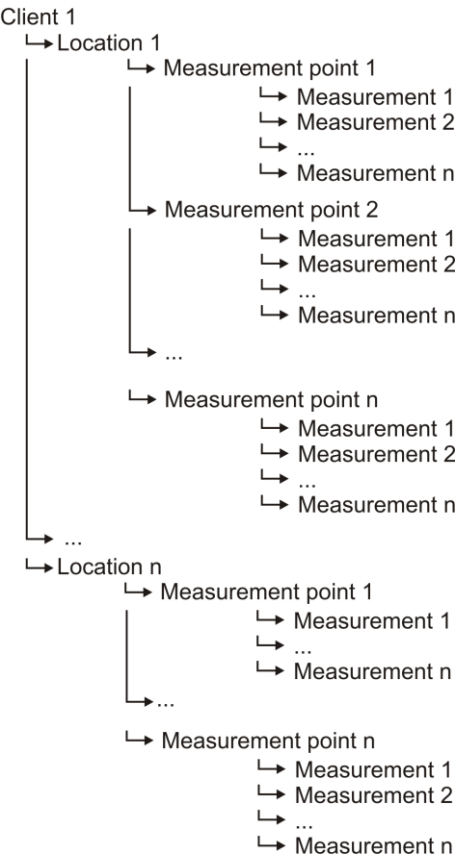 Client 1
Location 1
Measurement point 1
Measurement 1
Measurement 2
...
Measurement n
Measurement point 2
Measurement 1
Measurement 2
...
Measurement n
...
Measurement point n
Measurement 1
Measurement 2
...
Measurement n
...
Location n
Measurement point 1
Measurement 1
...
Measurement n
...
Measurement point n
Measurement 1
Measurement 2
...
Measurement n